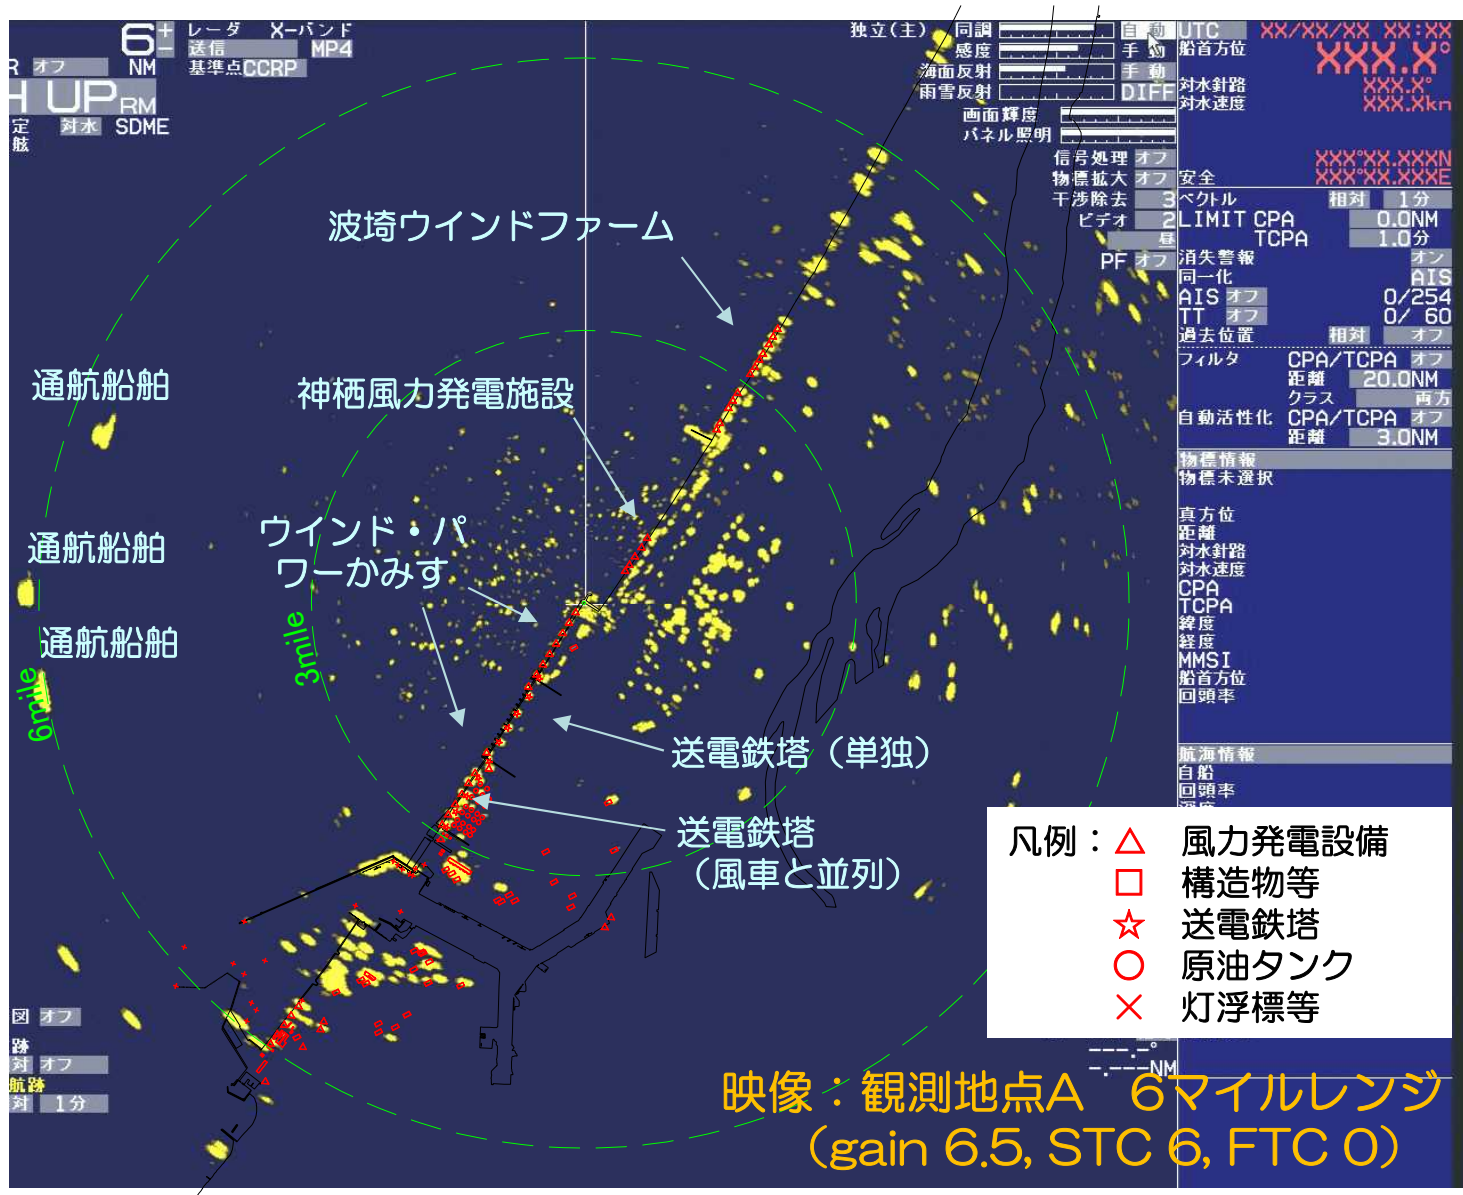 6
+
-
NM
レーダ X-バンド
送信 MP4
基準点CCRP
R オフ
H UP RM
定 対水 SDME
舷
独立(主) 同調 自動
感度 手動
海面反射 手動
雨雪反射 DIFF
画面輝度
パネル照明
信号処理 オフ
物標拡大 オフ
干渉除去 3
ビデオ 2
昼
PF オフ
UTC XX/XX/XX XX:XX
船首方位 XXX.X°
対水針路 XXX.X°
対水速度 XXX.Xkn
XXX°XX.XXXN
安全 XXX°XX.XXXE
ベクトル 相対 1分
LIMIT CPA 0.0NM
TCPA 1.0分
消失警報 オン
同一化 AIS
AIS オフ 0/254
TT オフ 0/ 60
過去位置 相対 オフ
フィルタ CPA/TCPA オフ
距離 20.0NM
クラス 両方
自動活性化 CPA/TCPA オフ
距離 3.0NM
物標情報
物標未選択
真方位
距離
対水針路
対水速度
CPA
TCPA
緯度
経度
MMSI
船首方位
回頭率
航海情報
自船
回頭率
波埼ウインドファーム
神栖風力発電施設
ウインド・パ
ワーかみす
通航船舶
通航船舶
通航船舶
3mile
6mile
送電鉄塔（単独）
送電鉄塔
（風車と並列）
凡例：△ 風力発電設備
□ 構造物等
☆ 送電鉄塔
○ 原油タンク
× 灯浮標等
図 オフ
跡
対 オフ
航跡
対 1分
---.-°
-.---NM
映像：観測地点A 6マイルレンジ
（gain 6.5, STC 6, FTC 0）